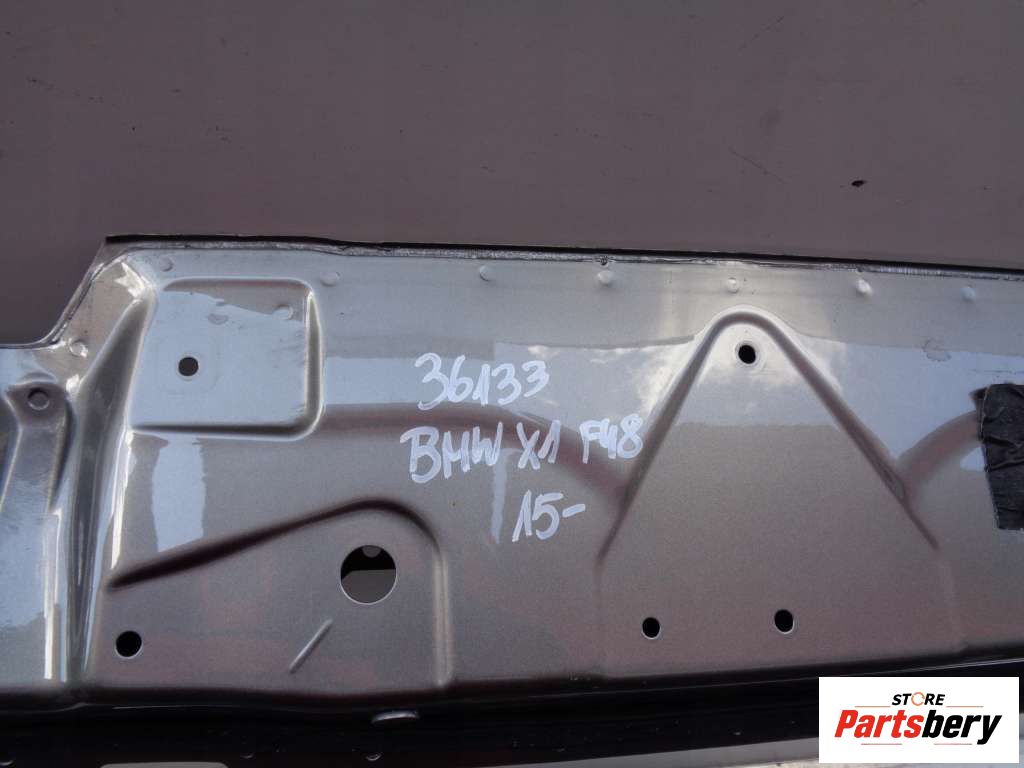 36133
BMW X1 F48
15-
STORE
Partsbery